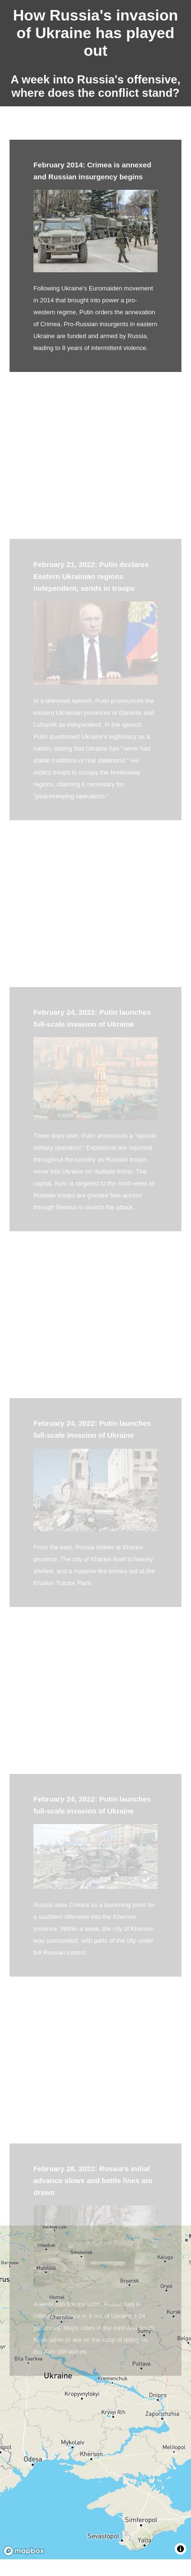 How Russia's invasion
of Ukraine has played
out
A week into Russia's offensive,
where does the conflict stand?
February 2014: Crimea is annexed
and Russian insurgency begins
Following Ukraine's Euromaiden movement
in 2014 that brought into power a pro-
western regime, Putin orders the annexation
of Crimea. Pro-Russian insurgents in eastern
Ukraine are funded and armed by Russia,
leading to 8 years of intermittent violence.
February 21, 2022: Putin declares
Eastern Ukrainian regions
independent, sends in troops
In a televised speech, Putin pronounces the
eastern Ukrainian provinces of Donetsk and
Luhansk as independent. In the speech
Putin questioned Ukraine's legitimacy as a
nation, stating that Ukraine has "never had
stable traditions of real statehood." He
orders troops to occupy the breakaway
regions, claiming it necessary for
"peacekeeping operations."
February 24, 2022: Putin launches
full-scale invasion of Ukraine
Three days later, Putin announces a "special
military operation". Explosions are reported
throughout the country as Russian troops
move into Ukraine on multiple fronts. The
capital, Kyiv, is targeted to the north-west as
Russian troops are granted free access
through Belarus to launch the attack.
February 24, 2022: Putin launches
full-scale invasion of Ukraine
From the east, Russia strikes at Kharkiv
province. The city of Kharkiv itself is heavily
shelled, and a massive fire breaks out at the
Kharkiv Tractor Plant.
February 24, 2022: Putin launches
full-scale invasion of Ukraine
Russia uses Crimea as a launching point for
a southern offensive into the Kherson
province. Within a week, the city of Kherson
was surrounded, with parts of the city under
full Russian control.
February 28, 2022: Russia's initial
advance slows and battle lines are
drawn
Smolensk
Kaluga
Barysaw
Mahilyow
Bryansk
Oryol
Homel
Kursk
Chernihiv
Sumy
Bila Tserkva
Poltava
Ukraine
Kremenchuk
Kropyvnytskyi
Dnipro
Kryvyi Rih
Zaporizhzhia
Mykolaiv
Melitopol
Odesa
Kherson
Simferopol
Sevastopol
Yalta
mapbox